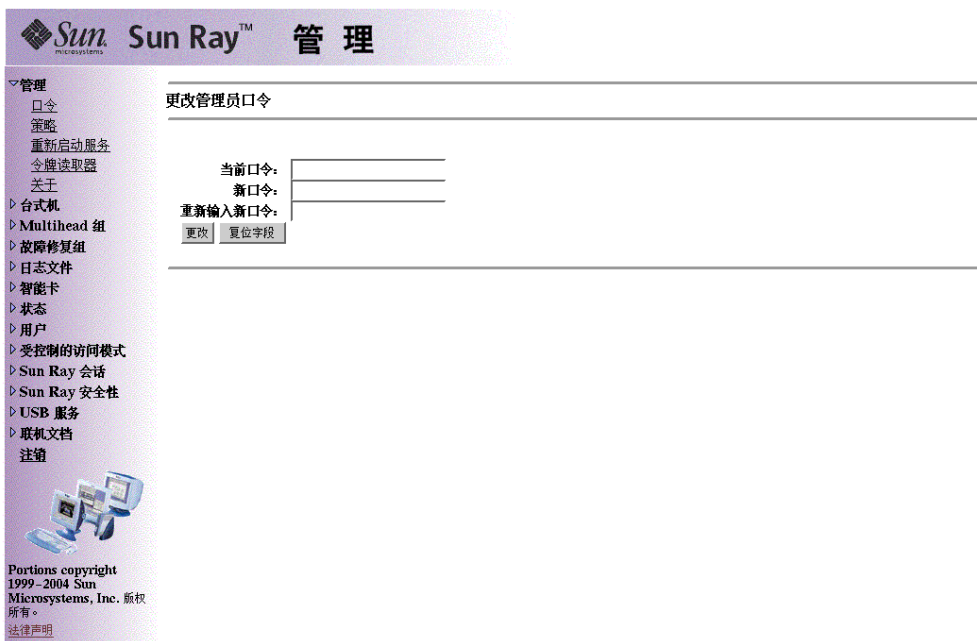 Sun microsystems Sun Ray™ 管 理
管理
口令
策略
重新启动服务
令牌读取器
关于
台式机
Multihead 组
故障修复组
日志文件
智能卡
状态
用户
受控制的访问模式
Sun Ray 会话
Sun Ray 安全性
USB 服务
联机文档
注销
Portions copyright
1999-2004 Sun
Microsystems, Inc. 版权
所有。
法律声明
更改管理员口令
当前口令:
新口令:
重新输入新口令:
更改 复位字段